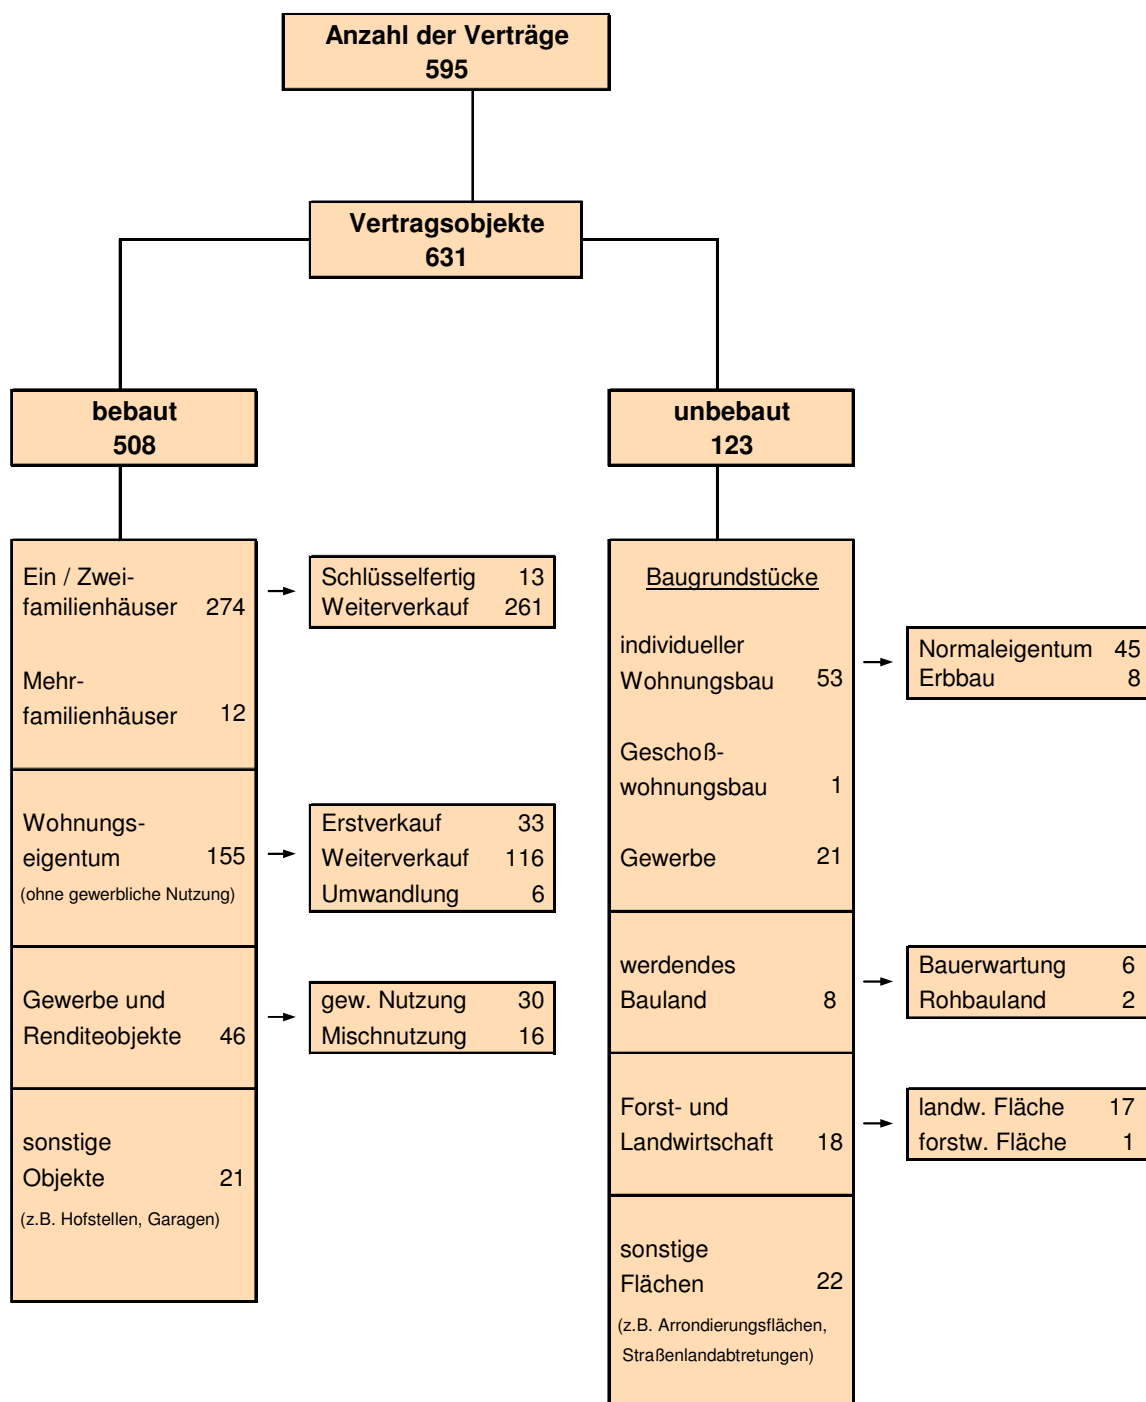 Anzahl der Verträge
595
Vertragsobjekte
631
bebaut
508
unbebaut
123
Ein / Zwei-
familienhäuser 274
Mehr-
familienhäuser 12
Schlüsselfertig 13
Weiterverkauf 261
Wohnungs-
eigentum 155
(ohne gewerbliche Nutzung)
Erstverkauf 33
Weiterverkauf 116
Umwandlung 6
Gewerbe und
Renditeobjekte 46
gew. Nutzung 30
Mischnutzung 16
sonstige
Objekte 21
(z.B. Hofstellen, Garagen)
Baugrundstücke
individueller
Wohnungsbau 53
Normaleigentum 45
Erbbau 8
Geschoß-
wohnungsbau 1
Gewerbe 21
werdendes
Bauland 8
Bauerwartung 6
Rohbauland 2
Forst- und
Landwirtschaft 18
landw. Fläche 17
forstw. Fläche 1
sonstige
Flächen 22
(z.B. Arrondierungsflächen,
Straßenlandabtretungen)